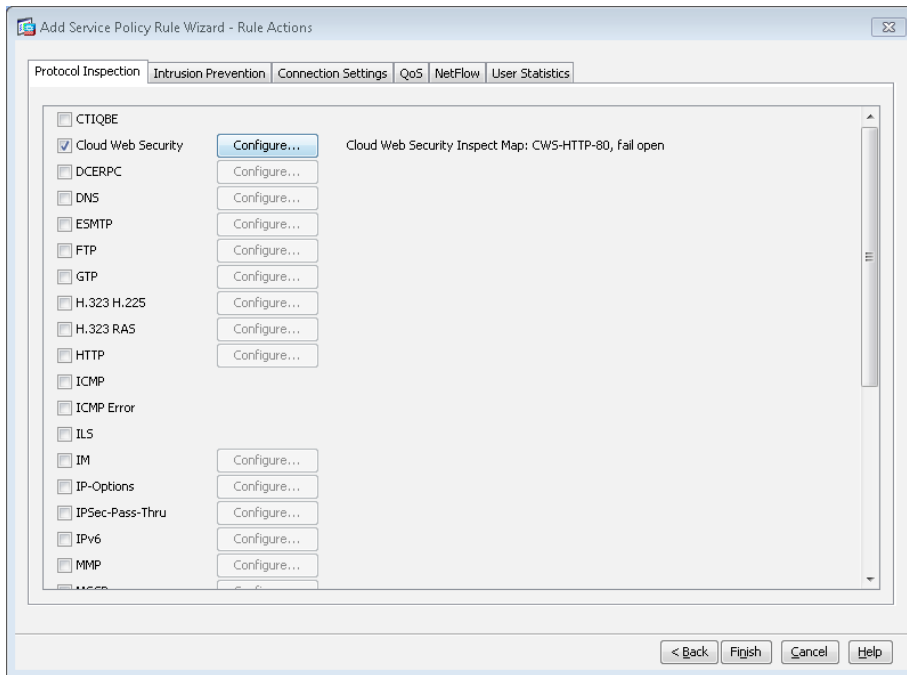 Add Service Policy Rule Wizard - Rule Actions
Protocol Inspection Intrusion Prevention Connection Settings QoS NetFlow User Statistics
CTIQBE
Cloud Web Security Configure... Cloud Web Security Inspect Map: CWS-HTTP-80, fail open
DCERPC Configure...
DNS Configure...
ESMTP Configure...
FTP Configure...
GTP Configure...
H.323 H.225 Configure...
H.323 RAS Configure...
HTTP Configure...
ICMP
ICMP Error
ILS
IM Configure...
IP-Options Configure...
IPSec-Pass-Thru Configure...
IPv6 Configure...
MMP Configure...
< Back Finish Cancel Help